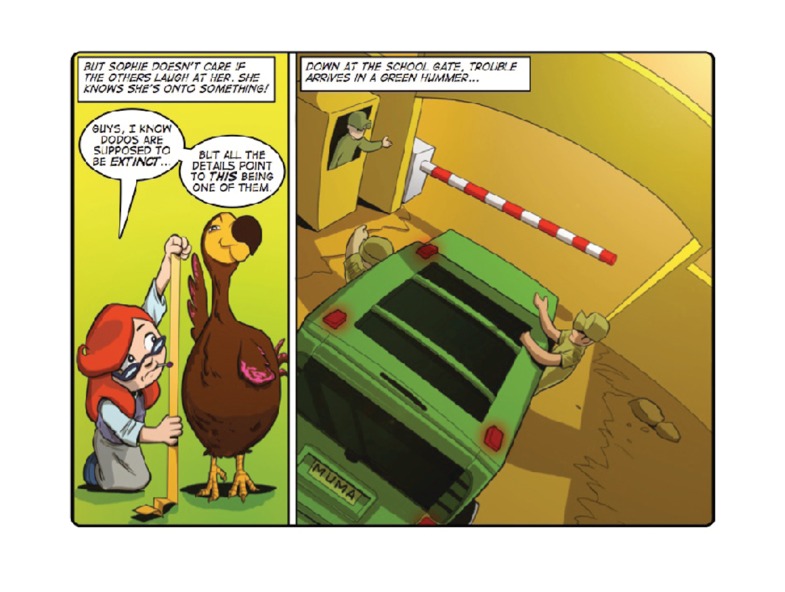 BUT SOPHIE DOESN'T CARE IF
THE OTHERS LAUGH AT HER. SHE
KNOWS SHE'S ONTO SOMETHING!
GUYS, I KNOW
DODOS ARE
SUPPOSED TO
BE EXTINCT...
BUT ALL THE
DETAILS POINT
TO THIS BEING
ONE OF THEM.
DOWN AT THE SCHOOL GATE, TROUBLE
ARRIVES IN A GREEN HUMMER...
MUMA